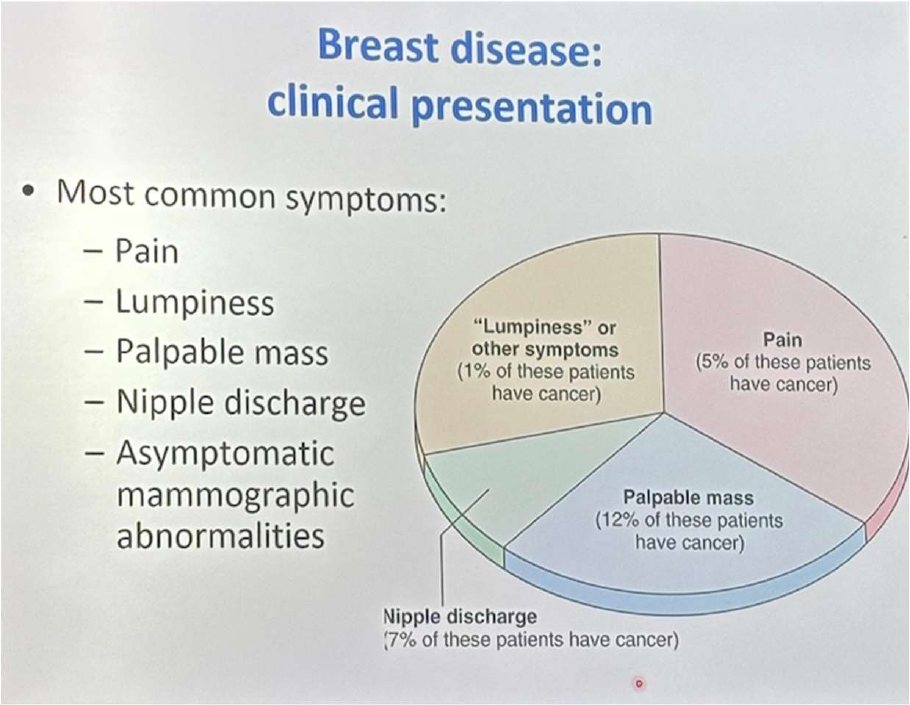 Breast disease:
clinical presentation
• Most common symptoms:
– Pain
– Lumpiness
– Palpable mass
– Nipple discharge
– Asymptomatic
mammographic
abnormalities
“Lumpiness” or
other symptoms
(1% of these patients
have cancer)
Pain
(5% of these patients
have cancer)
Palpable mass
(12% of these patients
have cancer)
Nipple discharge
(7% of these patients have cancer)